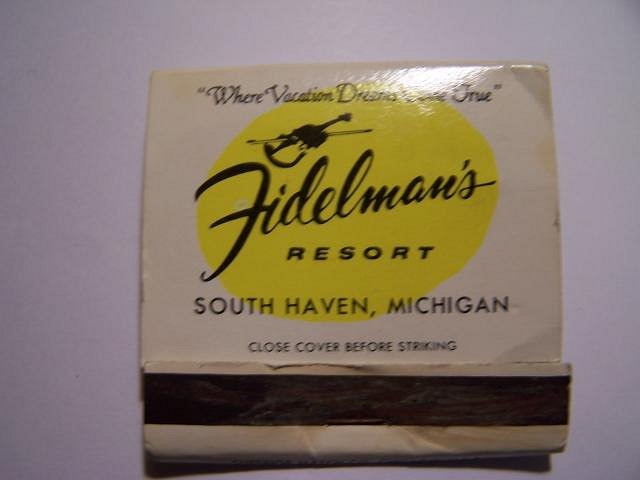 "Where Vacation Dreams Come True"
Fidelman's
RESORT
SOUTH HAVEN, MICHIGAN
CLOSE COVER BEFORE STRIKING